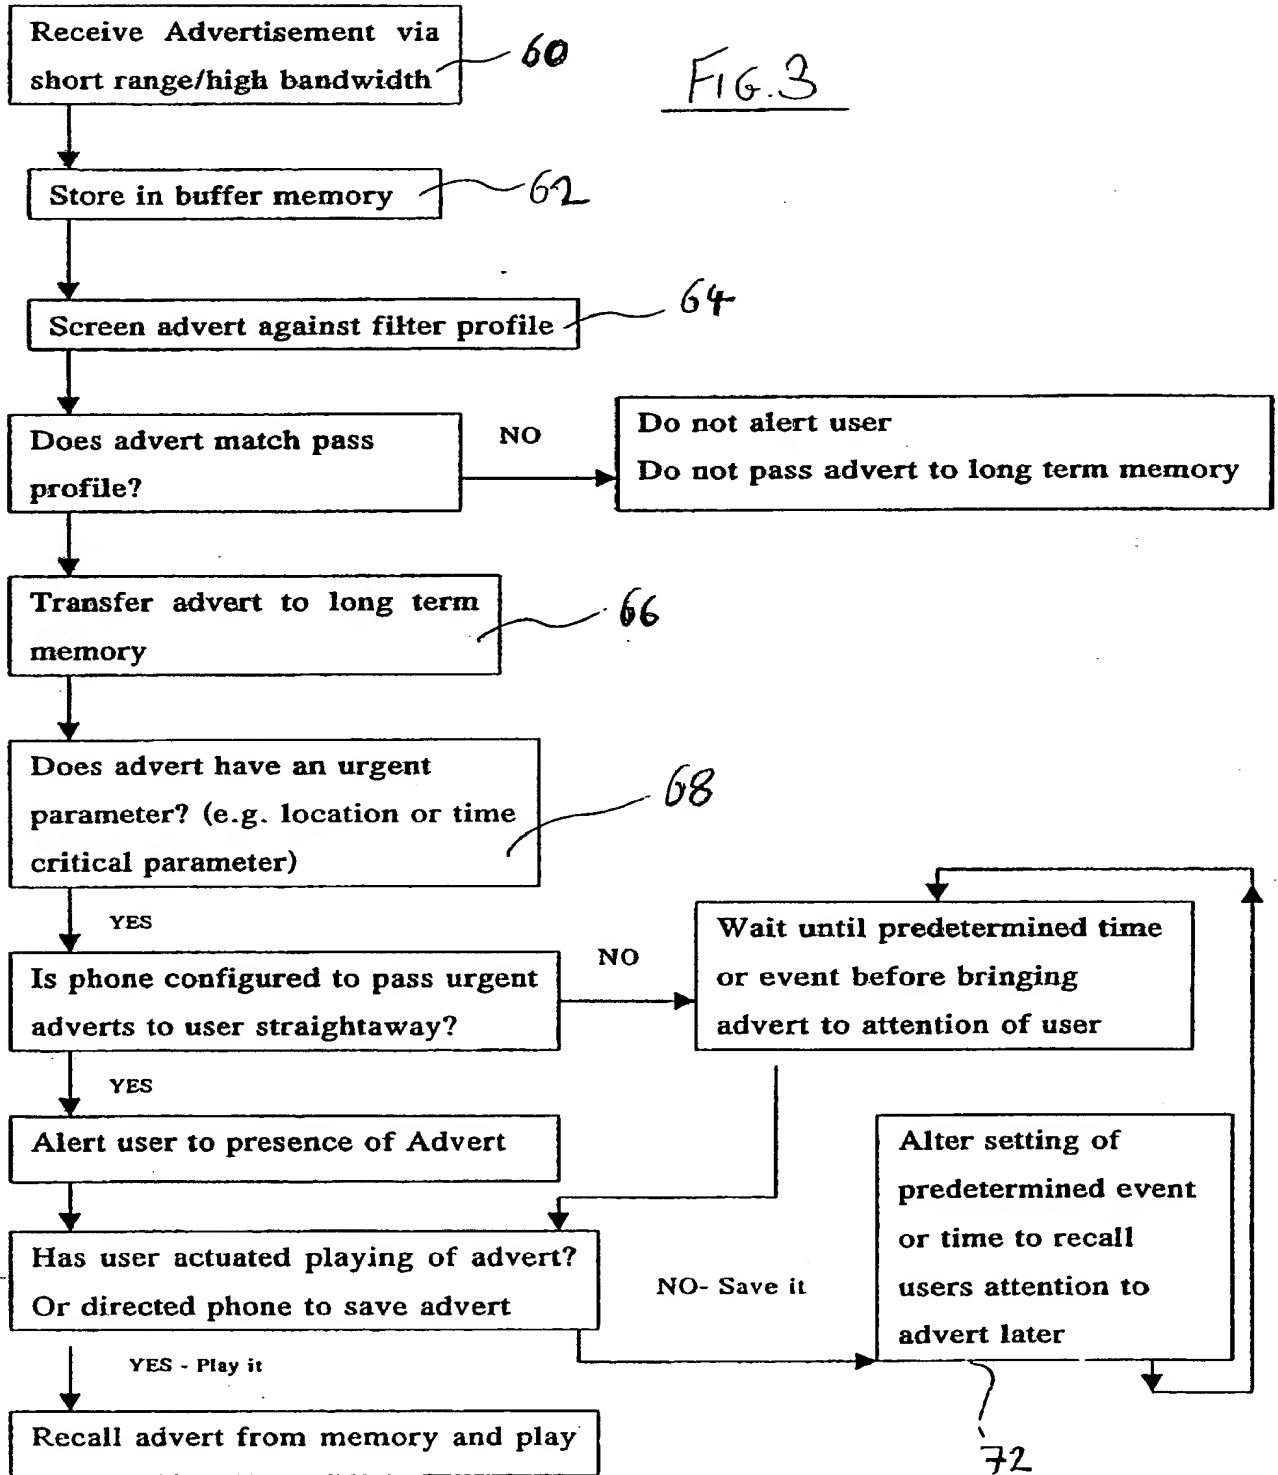 Receive Advertisement via
short range/high bandwidth
60
FIG.3
Store in buffer memory
62
Screen advert against filter profile
64
Does advert match pass
profile?
NO
Do not alert user
Do not pass advert to long term memory
Transfer advert to long term
memory
66
Does advert have an urgent
parameter? (e.g. location or time
critical parameter)
68
YES
Is phone configured to pass urgent
adverts to user straightaway?
NO
Wait until predetermined time
or event before bringing
advert to attention of user
YES
Alert user to presence of Advert
Has user actuated playing of advert?
Or directed phone to save advert
NO- Save it
Alter setting of
predetermined event
or time to recall
users attention to
advert later
72
YES - Play it
Recall advert from memory and play